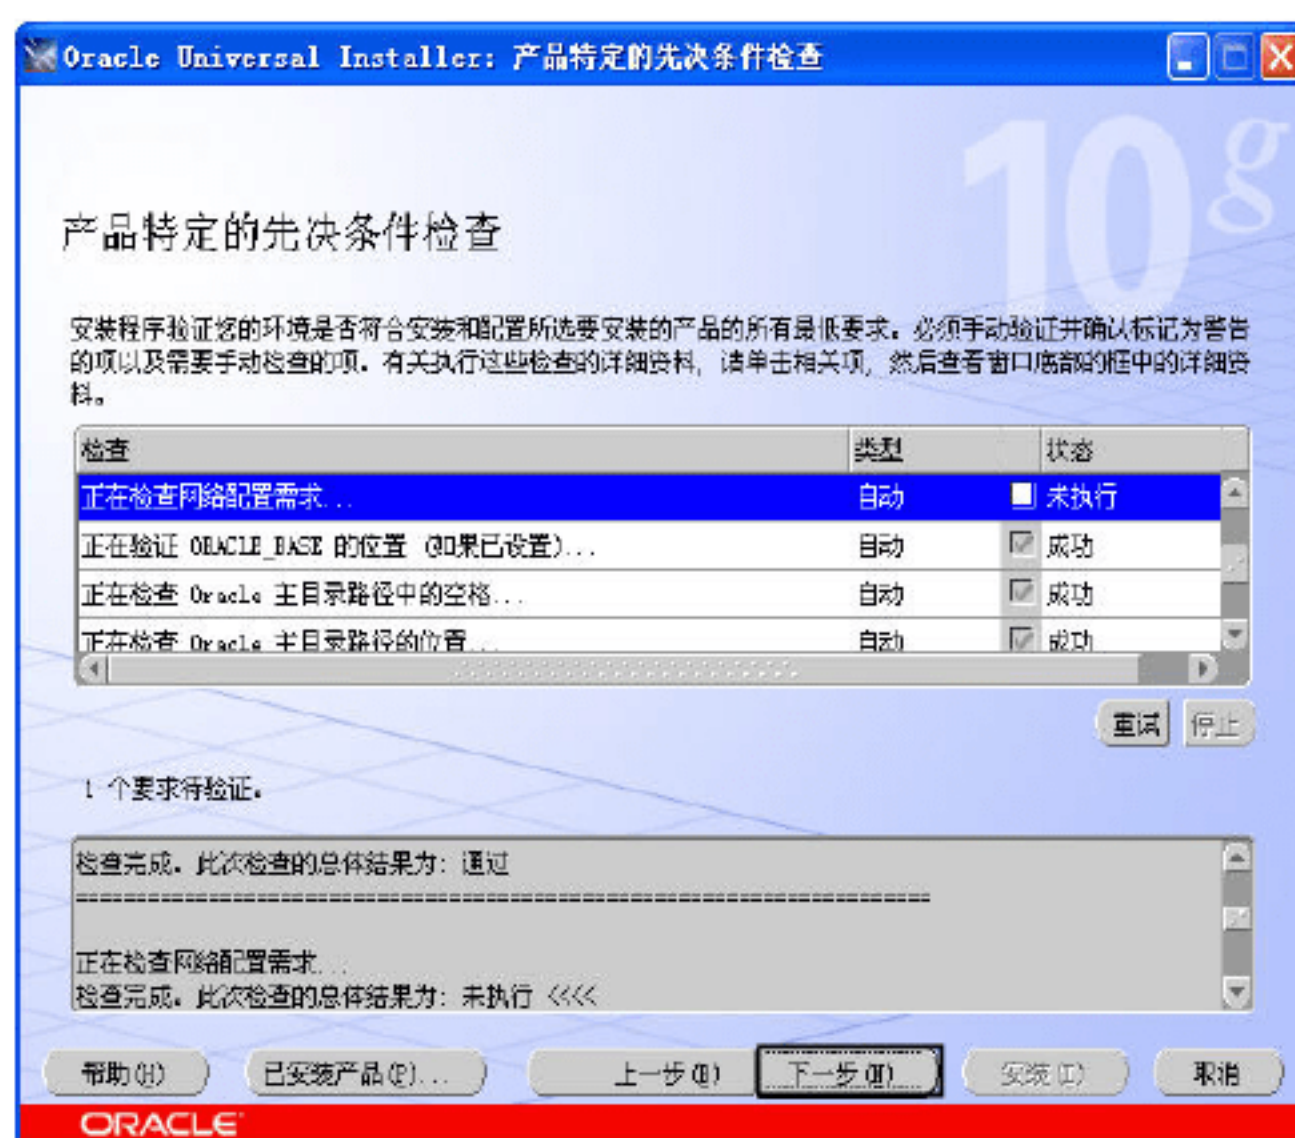 Oracle Universal Installer: 产品特定的先决条件检查
10g
产品特定的先决条件检查
安装程序验证您的环境是否符合安装和配置所选要安装的产品的所有最低要求。必须手动验证并确认标记为警告
的项以及需要手动检查的项。有关执行这些检查的详细资料, 请单击相关项, 然后查看窗口底部的框中的详细资
料。
检查 类型 状态
正在检查网络配置需求... 自动 未执行
正在验证 ORACLE_BASE 的位置 (如果已设置)... 自动 成功
正在检查 Oracle 主目录路径中的空格... 自动 成功
正在检查 Oracle 主目录路径的位置... 自动 成功
重试 停止
1 个要求待验证。
检查完成。此次检查的总体结果为: 通过
========================================================================
正在检查网络配置需求...
检查完成。此次检查的总体结果为: 未执行 <<<<
帮助(H) 已安装产品(P)... 上一步(B) 下一步(N) 安装(I) 取消
ORACLE